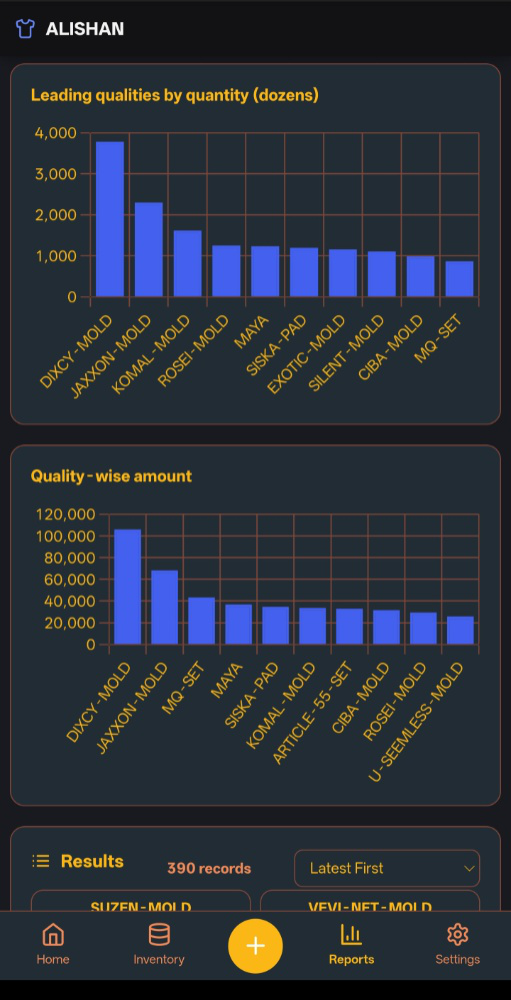 ALISHAN
Leading qualities by quantity (dozens)
4,000
3,000
2,000
1,000
0
DIXCY-MOLD
JAXXON-MOLD
KOMAL-MOLD
ROSEI-MOLD
MAYA
SISKA-PAD
EXOTIC-MOLD
SILENT-MOLD
CIBA-MOLD
MQ-SET
Quality-wise amount
120,000
100,000
80,000
60,000
40,000
20,000
0
DIXCY-MOLD
JAXXON-MOLD
MQ-SET
MAYA
SISKA-PAD
KOMAL-MOLD
ARTICLE-55-SET
CIBA-MOLD
ROSEI-MOLD
U-SEEMLESS-MOLD
Results
390 records
Latest First
SUZEN-MOLD
VEVI-NET-MOLD
Home
Inventory
Reports
Settings